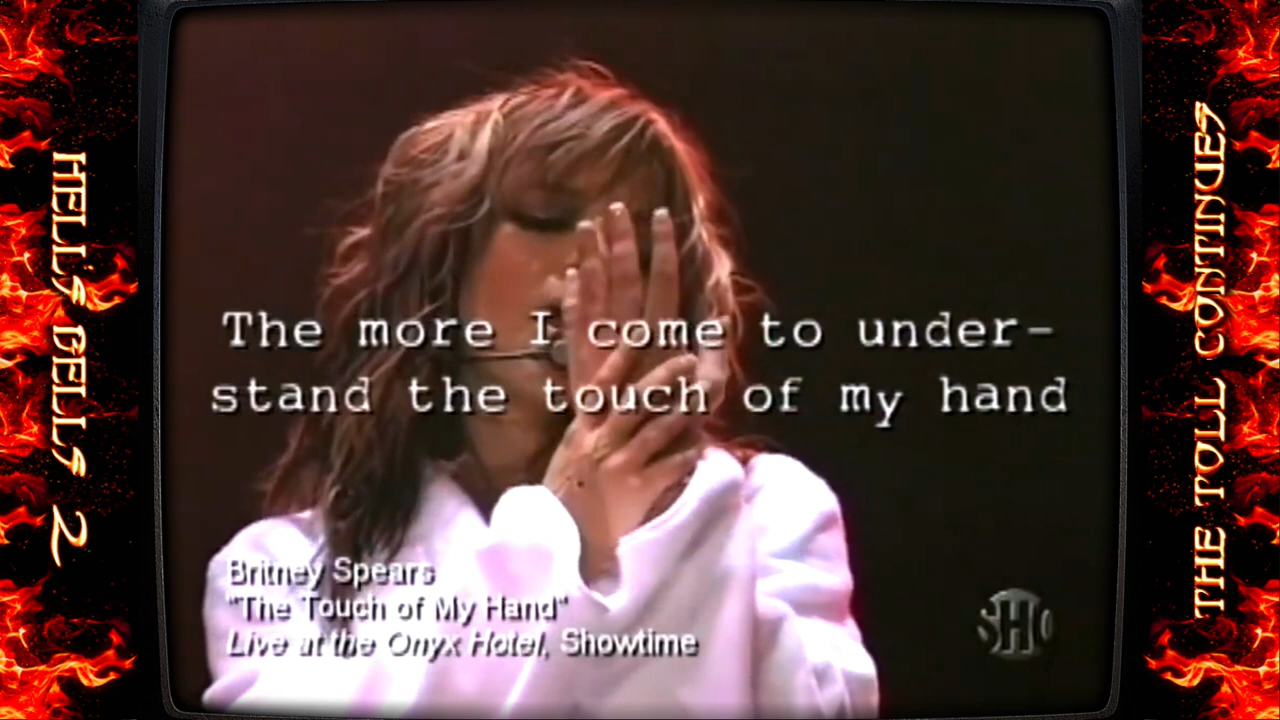 HELL'S BELLS 2
The more I come to under-
stand the touch of my hand
Britney Spears
"The Touch of My Hand"
Live at the Onyx Hotel, Showtime
SHO
THE TOLL CONTINUES